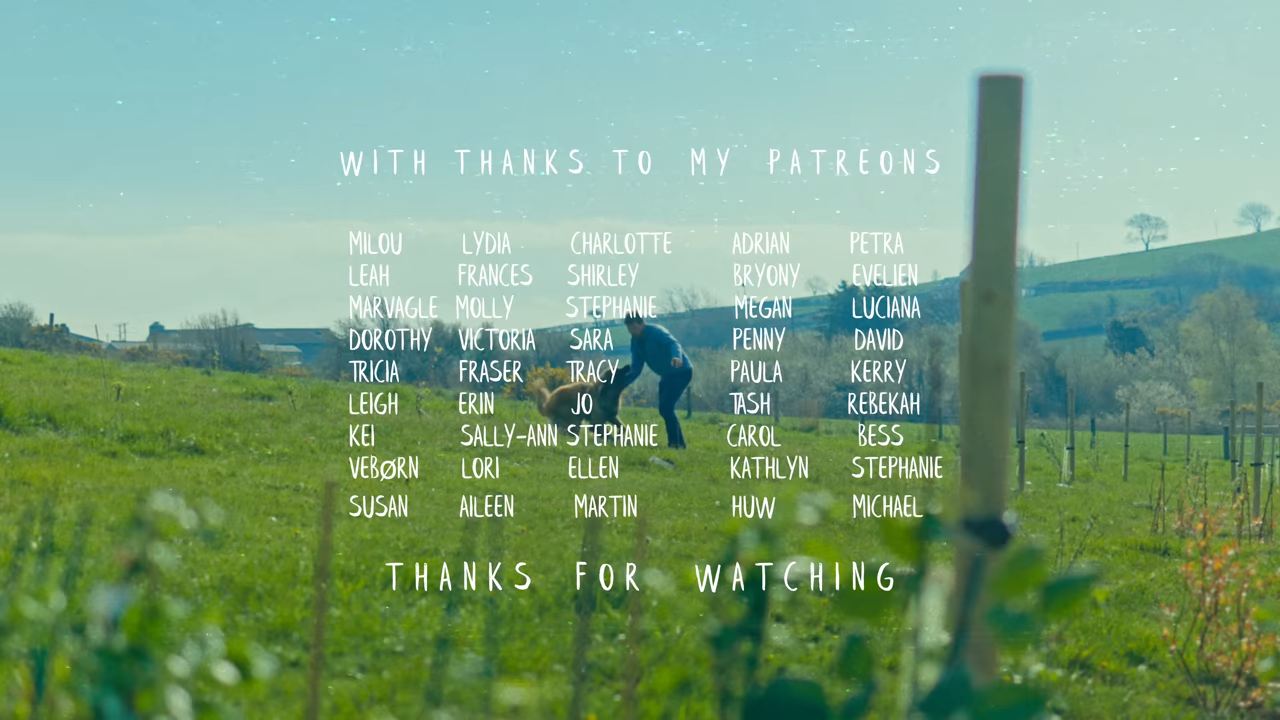 WITH THANKS TO MY PATREONS
MILOU LYDIA CHARLOTTE ADRIAN PETRA
LEAH FRANCES SHIRLEY BRYONY EVELIEN
MARVAGLE MOLLY STEPHANIE MEGAN LUCIANA
DOROTHY VICTORIA SARA PENNY DAVID
TRICIA FRASER TRACY PAULA KERRY
LEIGH ERIN JO TASH REBEKAH
KEI SALLY-ANN STEPHANIE CAROL BESS
VEBØRN LORI ELLEN KATHLYN STEPHANIE
SUSAN AILEEN MARTIN HUW MICHAEL
THANKS FOR WATCHING